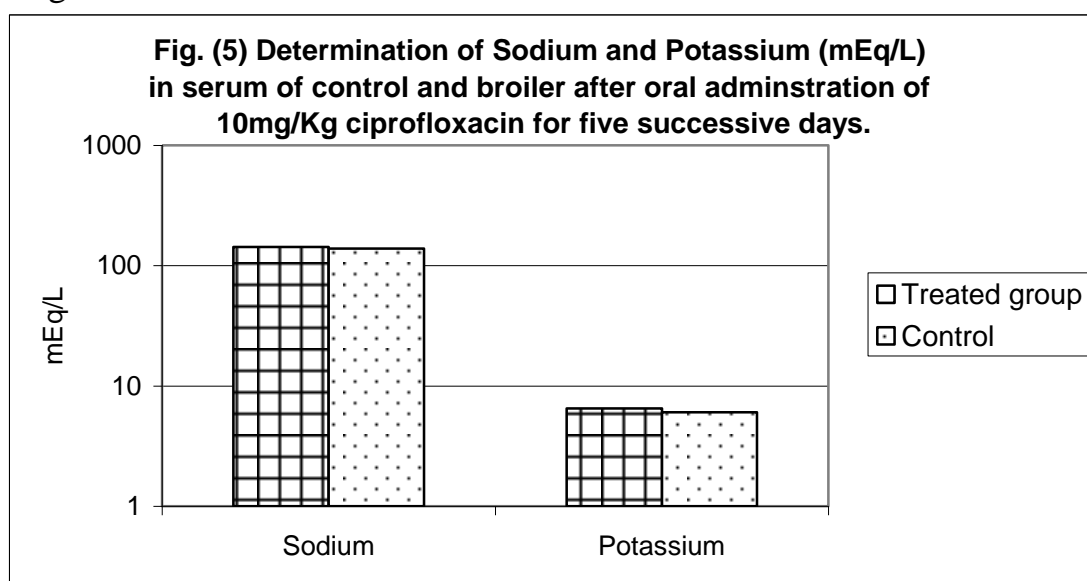 Fig. (5) Determination of Sodium and Potassium (mEq/L)
in serum of control and broiler after oral adminstration of
10mg/Kg ciprofloxacin for five successive days.
1000
100
10
1
mEq/L
Sodium
Potassium
Treated group
Control